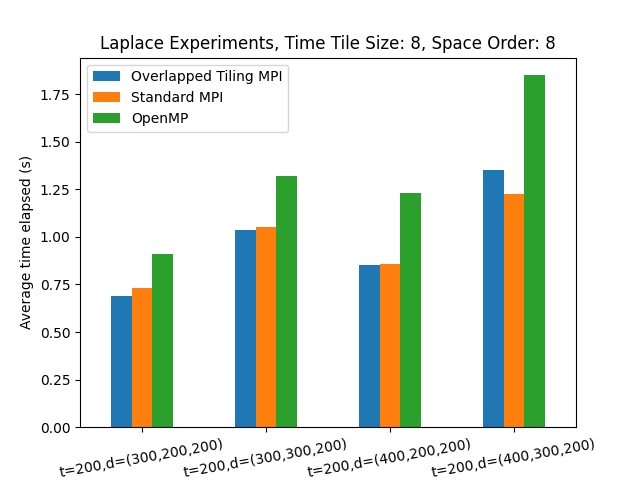 Laplace Experiments, Time Tile Size: 8, Space Order: 8
Overlapped Tiling MPI
Standard MPI
OpenMP
Average time elapsed (s)
1.75
1.50
1.25
1.00
0.75
0.50
0.25
0.00
t=200,d=(300,200,200)
t=200,d=(300,300,200)
t=200,d=(400,200,200)
t=200,d=(400,300,200)